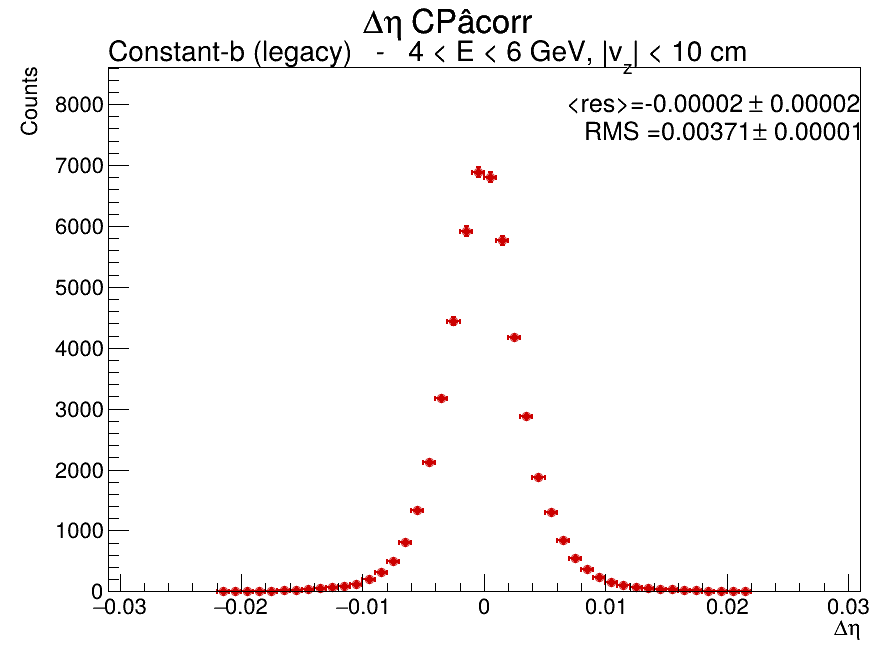 Δη CPâcorr
Constant-b (legacy) - 4 < E < 6 GeV, |v_z| < 10 cm
Counts
<res>=-0.00002 ± 0.00002
RMS =0.00371± 0.00001
8000
7000
6000
5000
4000
3000
2000
1000
0
−0.03 −0.02 −0.01 0 0.01 0.02 0.03
Δη